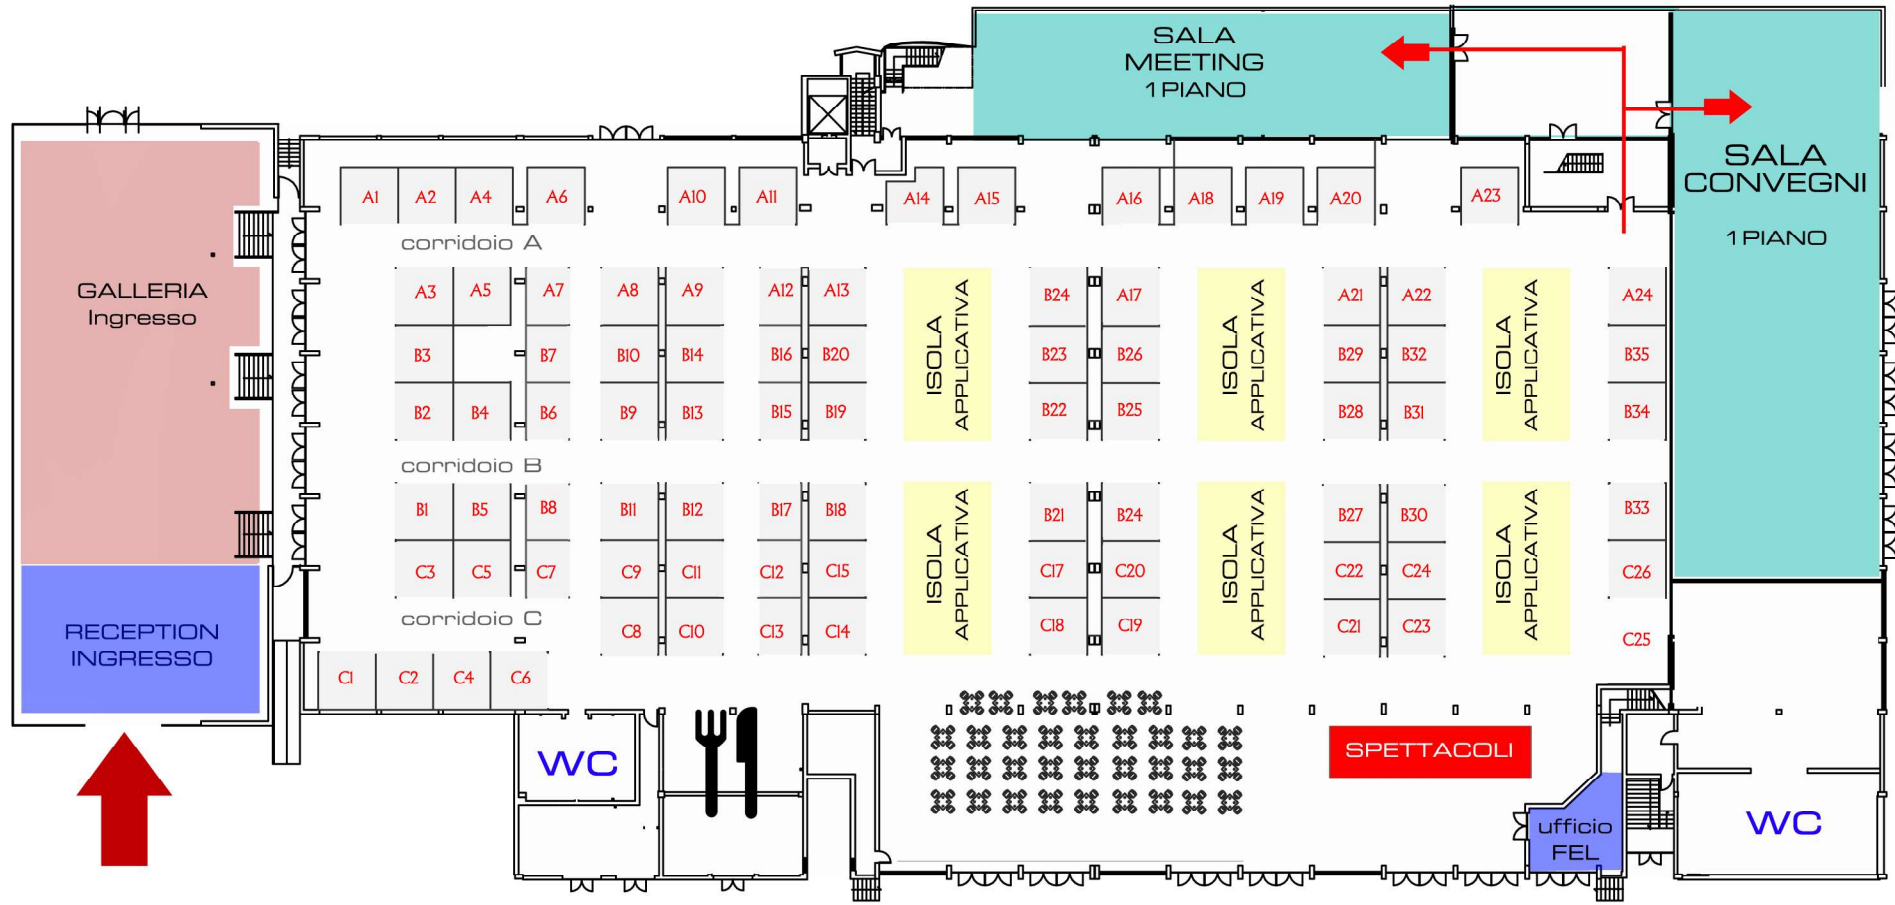 SALA
MEETING
1 PIANO
SALA
CONVEGNI
1 PIANO
GALLERIA
Ingresso
RECEPTION
INGRESSO
A1 A2 A4 A6 A10 A11 A14 A15 A16 A18 A19 A20 A23
corridoio A
A3 A5 A7 A8 A9 A12 A13 B24 A17 A21 A22 A24
B3 B7 B10 B14 B16 B20 B23 B26 B29 B32 B35
B2 B4 B6 B9 B13 B15 B19 B22 B25 B28 B31 B34
ISOLA
APPLICATIVA
ISOLA
APPLICATIVA
ISOLA
APPLICATIVA
corridoio B
B1 B5 B8 B11 B12 B17 B18 B21 B24 B27 B30 B33
C3 C5 C7 C9 C11 C12 C15 C17 C20 C22 C24 C26
corridoio C
C8 C10 C13 C14 C18 C19 C21 C23 C25
ISOLA
APPLICATIVA
ISOLA
APPLICATIVA
ISOLA
APPLICATIVA
C1 C2 C4 C6
WC
SPETTACOLI
ufficio
FEL
WC